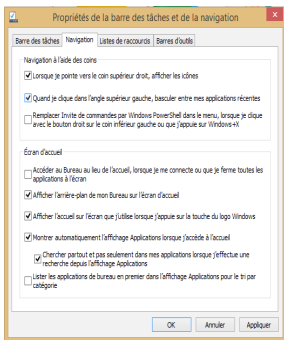 Propriétés de la barre des tâches et de la navigation
x
Barre des tâches Navigation Listes de raccourcis Barres d'outils
Navigation à l'aide des coins
Lorsque je pointe vers le coin supérieur droit, afficher les icônes
Quand je clique dans l'angle supérieur gauche, basculer entre mes applications récentes
Remplacer Invite de commandes par Windows PowerShell dans le menu, lorsque je clique
avec le bouton droit sur le coin inférieur gauche ou que j'appuie sur Windows+X
Écran d'accueil
Accéder au Bureau au lieu de l'accueil, lorsque je me connecte ou que je ferme toutes les
applications à l'écran
Afficher l'arrière-plan de mon Bureau sur l'écran d'accueil
Afficher l'accueil sur l'écran que j'utilise lorsque j'appuie sur la touche du logo Windows
Montrer automatiquement l'affichage Applications lorsque j'accède à l'accueil
Chercher partout et pas seulement dans mes applications lorsque j'effectue une
recherche depuis l'affichage Applications
Lister les applications de bureau en premier dans l'affichage Applications pour le tri par
catégorie
OK Annuler Appliquer